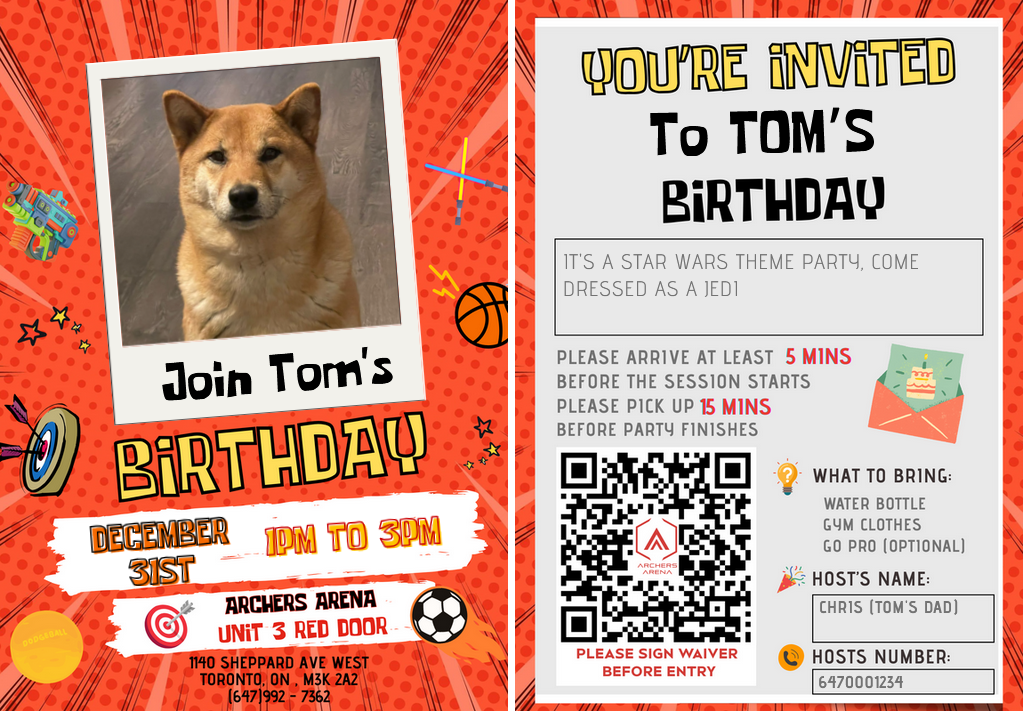 Join Tom's
BIRTHDAY
DECEMBER
31ST
1PM TO 3PM
ARCHERS ARENA
UNIT 3 RED DOOR
DODGEBALL
1140 SHEPPARD AVE WEST
TORONTO, ON , M3K 2A2
(647)992 - 7362
YOU'RE INVITED
To TOM'S
BIRTHDAY
IT'S A STAR WARS THEME PARTY, COME
DRESSED AS A JEDI
PLEASE ARRIVE AT LEAST 5 MINS
BEFORE THE SESSION STARTS
PLEASE PICK UP 15 MINS
BEFORE PARTY FINISHES
ARCHERS
ARENA
PLEASE SIGN WAIVER
BEFORE ENTRY
WHAT TO BRING:
WATER BOTTLE
GYM CLOTHES
GO PRO (OPTIONAL)
HOST'S NAME:
CHRIS (TOM'S DAD)
HOSTS NUMBER:
6470001234